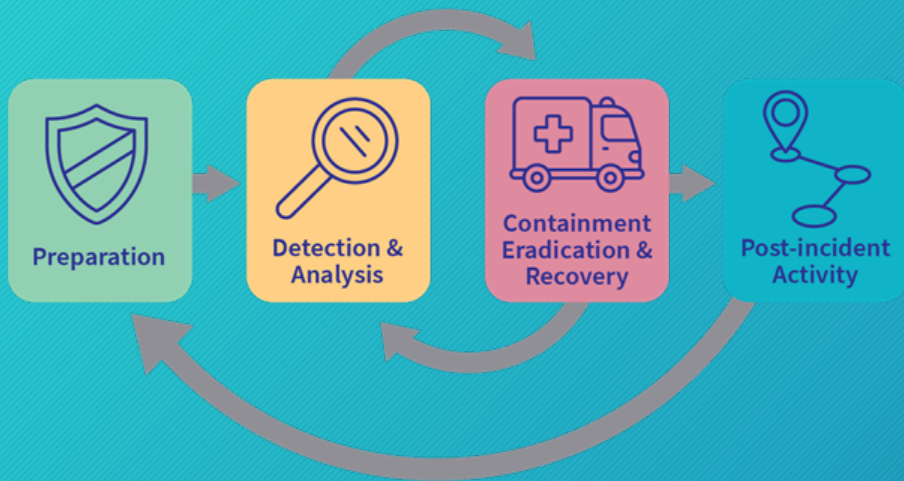 Preparation
Detection &
Analysis
Containment
Eradication &
Recovery
Post-incident
Activity